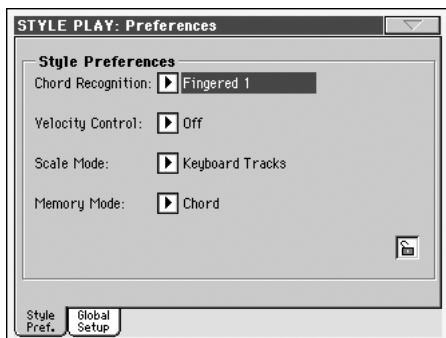 STYLE PLAY: Preferences
Style Preferences
Chord Recognition: Fingered 1
Velocity Control: Off
Scale Mode: Keyboard Tracks
Memory Mode: Chord
Style Pref.
Global Setup